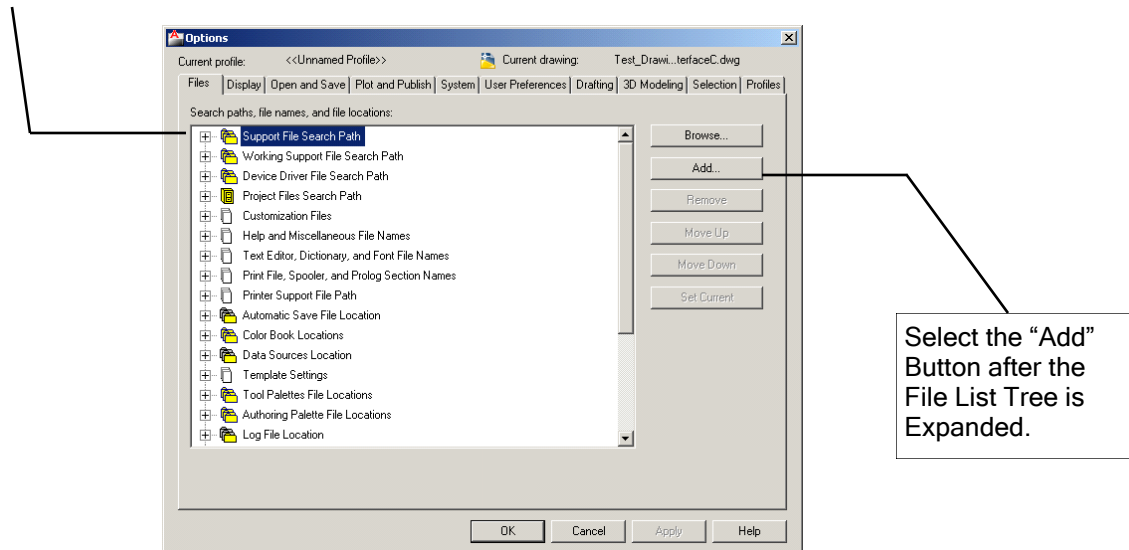 Options
Current profile: <<Unnamed Profile>> Current drawing: Test_Drawi...terfaceC.dwg
Files Display Open and Save Plot and Publish System User Preferences Drafting 3D Modeling Selection Profiles
Search paths, file names, and file locations:
Support File Search Path
Working Support File Search Path
Device Driver File Search Path
Project Files Search Path
Customization Files
Help and Miscellaneous File Names
Text Editor, Dictionary, and Font File Names
Print File, Spooler, and Prolog Section Names
Printer Support File Path
Automatic Save File Location
Color Book Locations
Data Sources Location
Template Settings
Tool Palettes File Locations
Authoring Palette File Locations
Log File Location
Browse...
Add...
Remove
Move Up
Move Down
Set Current
OK Cancel Apply Help
Select the “Add”
Button after the
File List Tree is
Expanded.